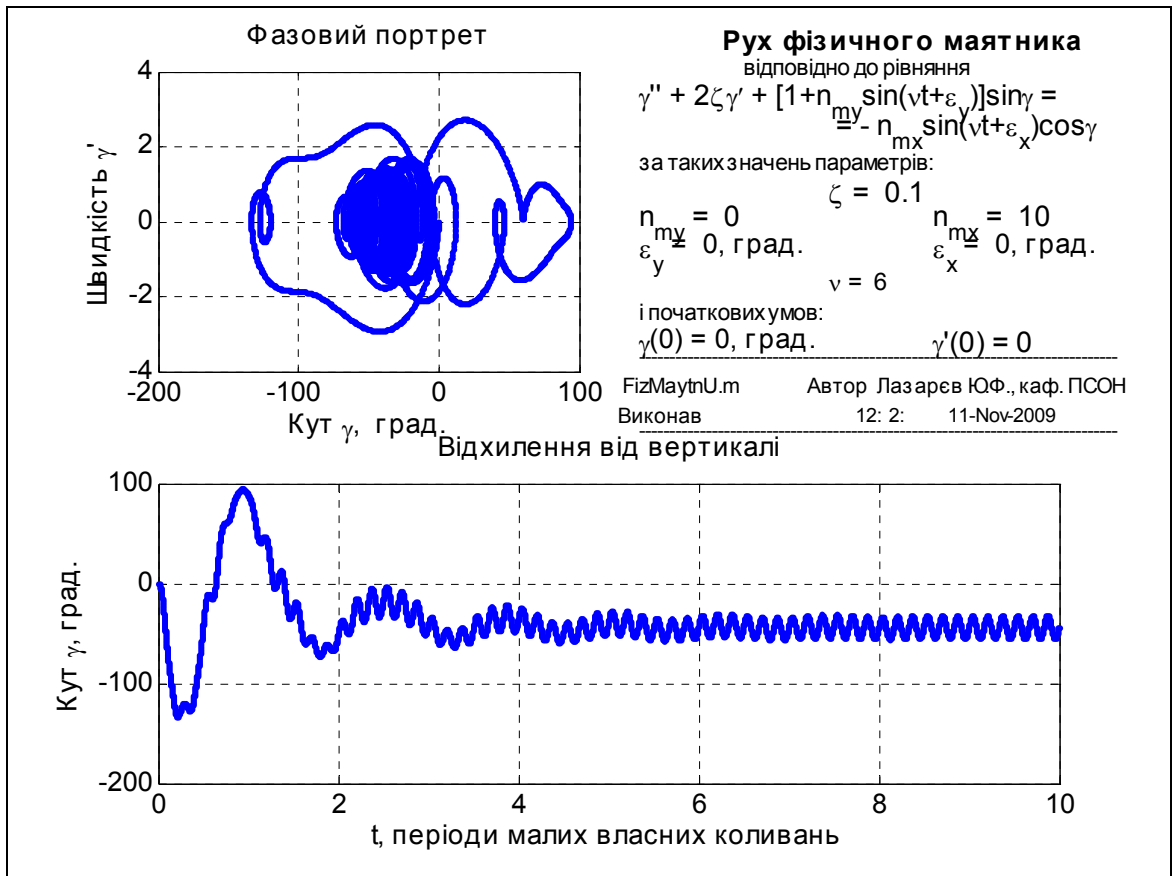 Фазовий портрет
4
2
0
-2
-4
-200
-100
0
100
Швидкість γ'
Кут γ, град.
Рух фізичного маятника
відповідно до рівняння
γ'' + 2ζγ' + [1+n_my sin(νt+ε_y)]sinγ =
= - n_mx sin(νt+ε_x)cosγ
за таких значень параметрів:
ζ = 0.1
n_my = 0 n_mx = 10
ε_y = 0, град. ε_x = 0, град.
ν = 6
і початкових умов:
γ(0) = 0, град. γ'(0) = 0
FizMaytnU.m Автор Лазарєв Ю.Ф., каф. ПСОН
Виконав 12: 2: 11-Nov-2009
Відхилення від вертикалі
100
0
-100
-200
0
2
4
6
8
10
Кут γ, град.
t, періоди малих власних коливань